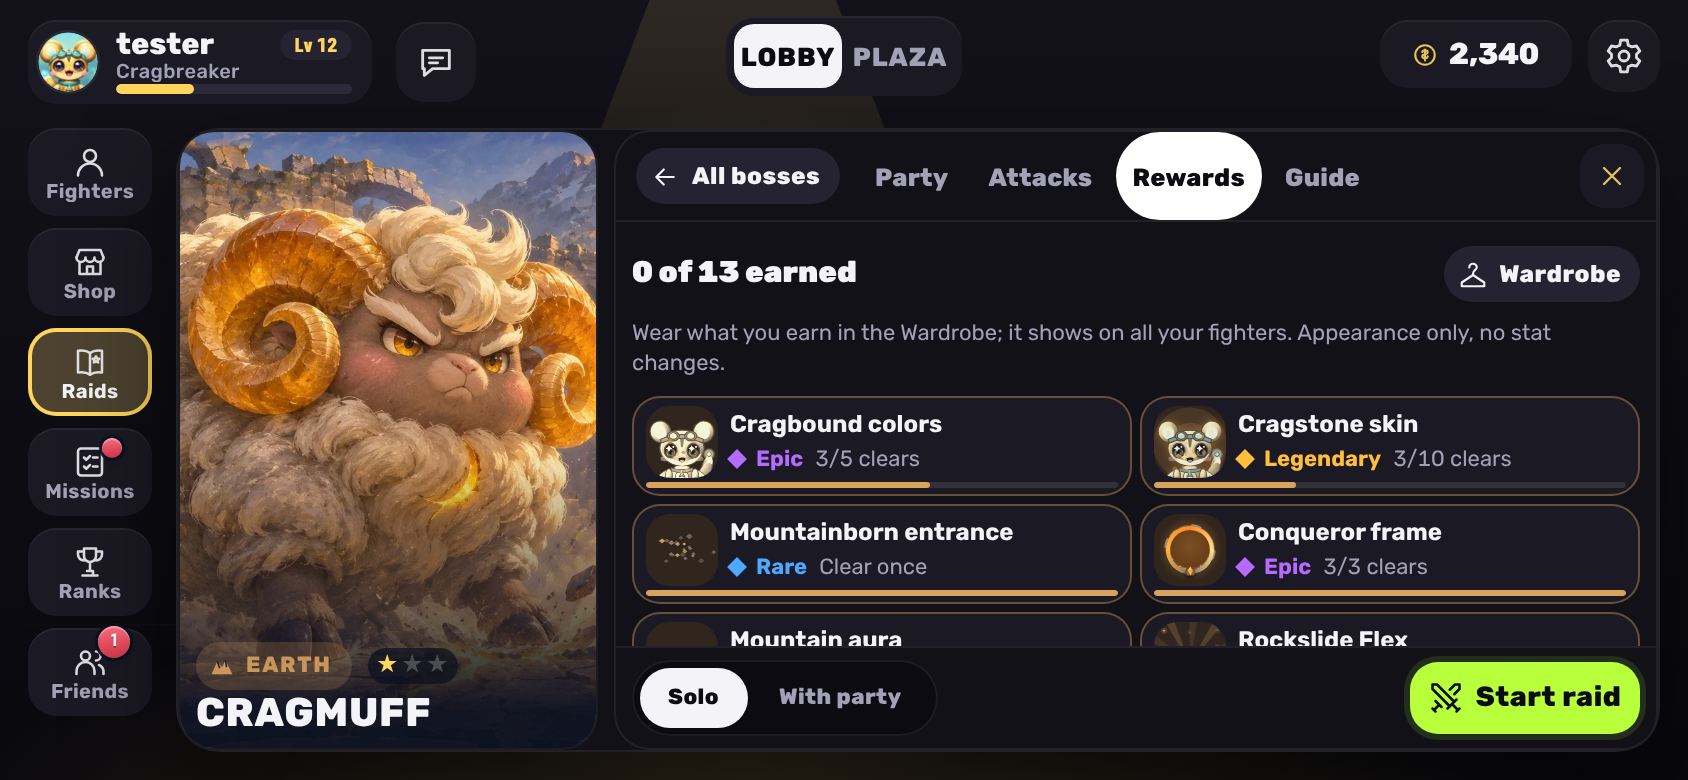 tester
Lv 12
Cragbreaker
LOBBY
PLAZA
2,340
Fighters
Shop
Raids
Missions
Ranks
1
Friends
EARTH
CRAGMUFF
All bosses
Party
Attacks
Rewards
Guide
0 of 13 earned
Wardrobe
Wear what you earn in the Wardrobe; it shows on all your fighters. Appearance only, no stat
changes.
Cragbound colors
Epic 3/5 clears
Cragstone skin
Legendary 3/10 clears
Mountainborn entrance
Rare Clear once
Conqueror frame
Epic 3/3 clears
Mountain aura
Rockslide Flex
Solo
With party
Start raid